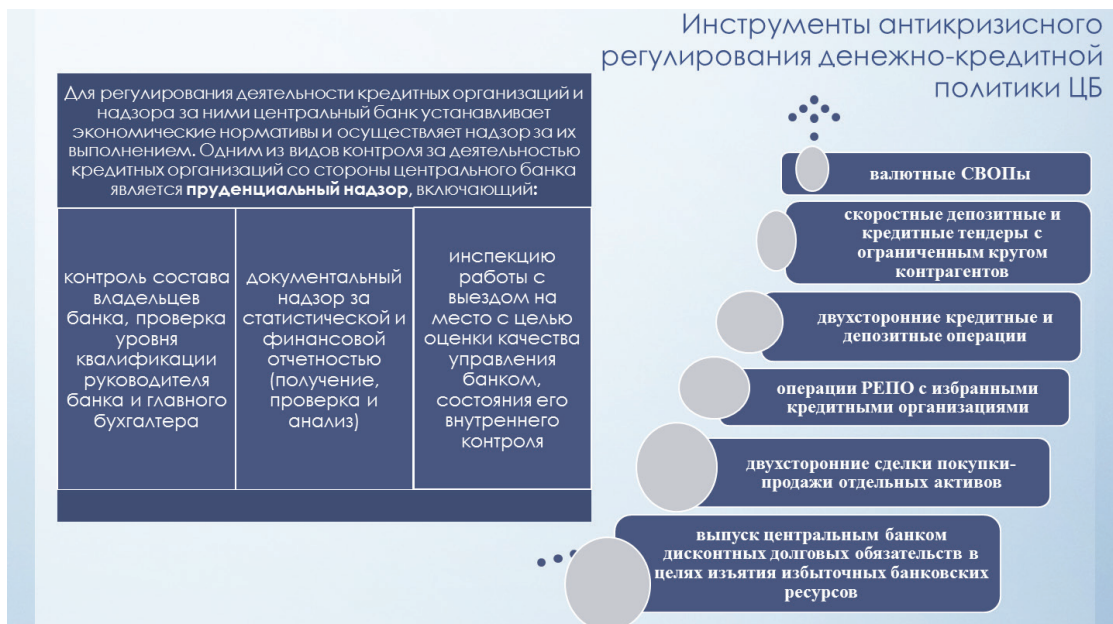 Инструменты антикризисного
регулирования денежно-кредитной
политики ЦБ
Для регулирования деятельности кредитных организаций и
надзора за ними центральный банк устанавливает
экономические нормативы и осуществляет надзор за их
выполнением. Одним из видов контроля за деятельностью
кредитных организаций со стороны центрального банка
является пруденциальный надзор, включающий:
контроль состава
владельцев
банка, проверка
уровня
квалификации
руководителя
банка и главного
бухгалтера
документальный
надзор за
статистической и
финансовой
отчетностью
(получение,
проверка и
анализ)
инспекцию
работы с
выездом на
место с целью
оценки качества
управления
банком,
состояния его
внутреннего
контроля
валютные СВОПы
скоростные депозитные и
кредитные тендеры с
ограниченным кругом
контрагентов
двухсторонние кредитные и
депозитные операции
операции РЕПО с избранными
кредитными организациями
двухсторонние сделки покупки-
продажи отдельных активов
выпуск центральным банком
дисконтных долговых обязательств в
целях изъятия избыточных банковских
ресурсов